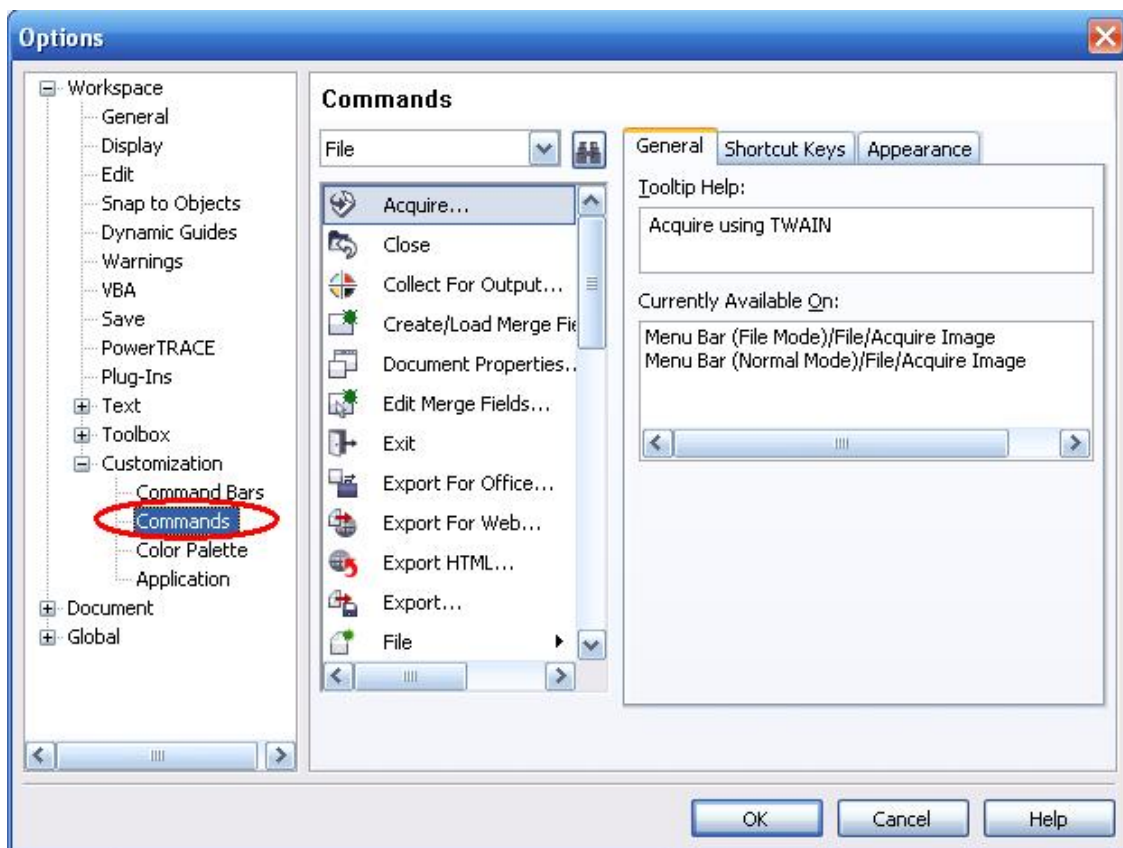 Options
Workspace
General
Display
Edit
Snap to Objects
Dynamic Guides
Warnings
VBA
Save
PowerTRACE
Plug-Ins
Text
Toolbox
Customization
Command Bars
Commands
Color Palette
Application
Document
Global
Commands
File
Acquire...
Close
Collect For Output...
Create/Load Merge Fie
Document Properties..
Edit Merge Fields...
Exit
Export For Office...
Export For Web...
Export HTML...
Export...
File
General Shortcut Keys Appearance
Tooltip Help:
Acquire using TWAIN
Currently Available On:
Menu Bar (File Mode)/File/Acquire Image
Menu Bar (Normal Mode)/File/Acquire Image
OK Cancel Help